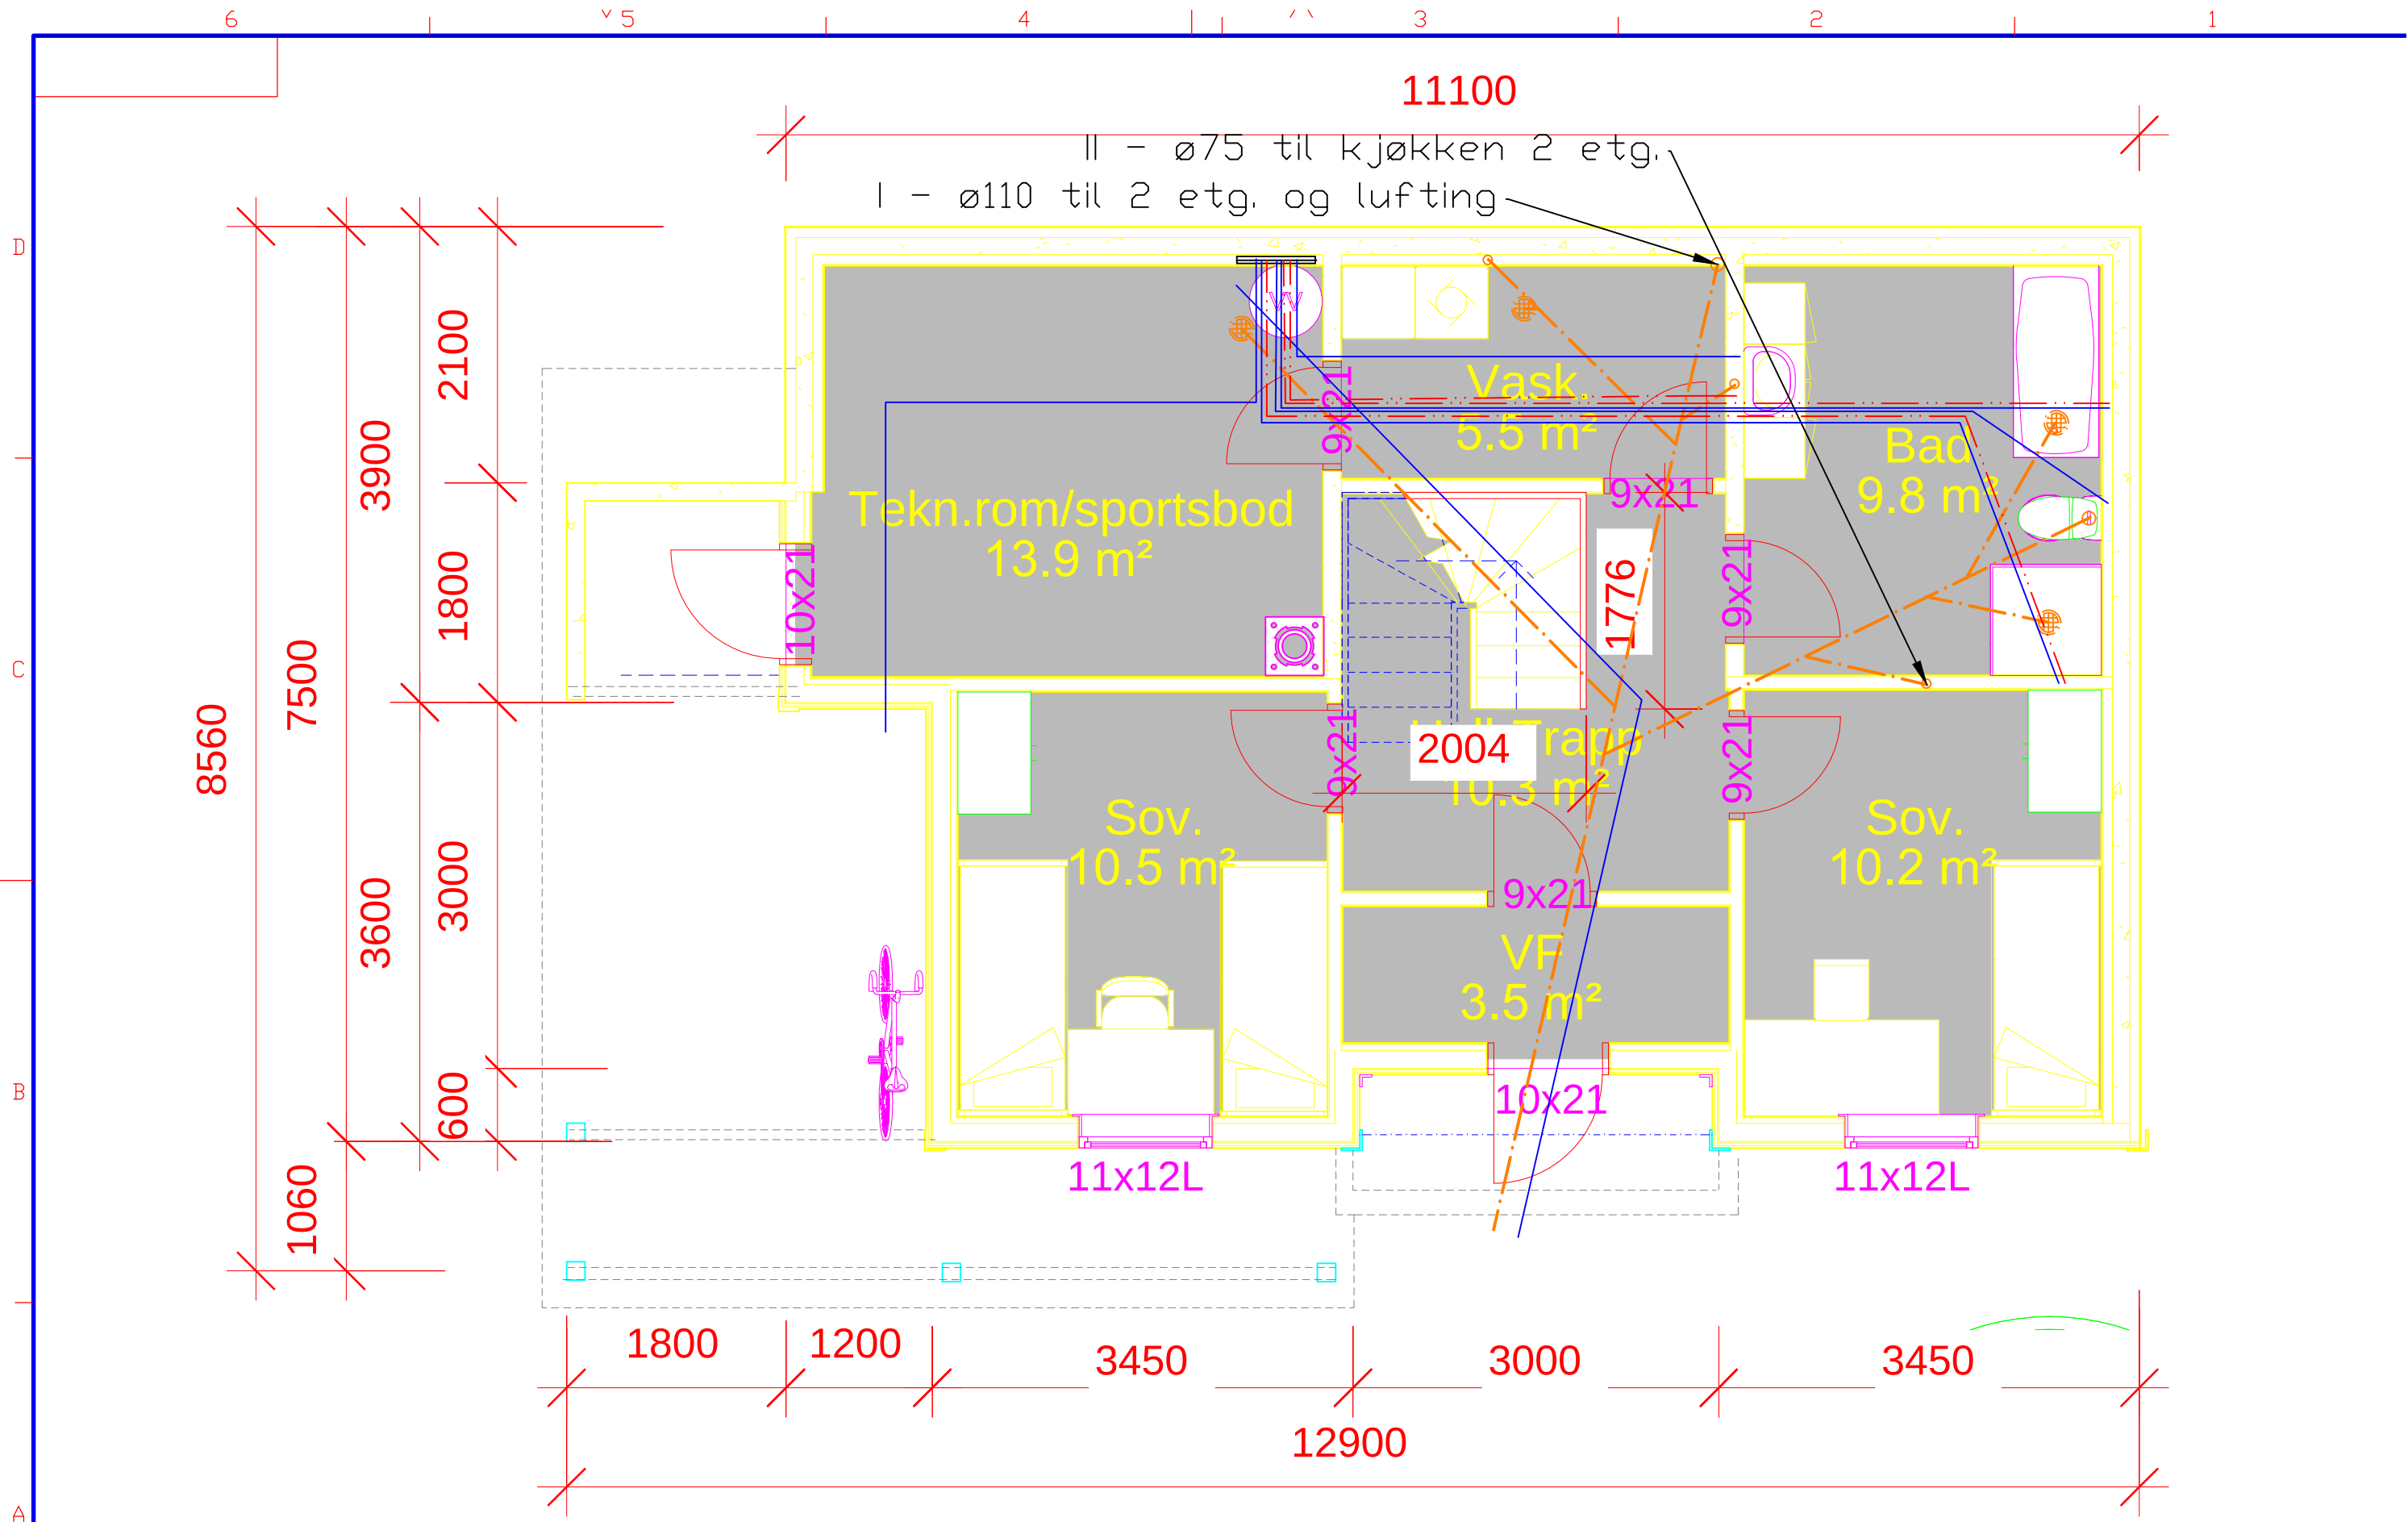 6 5 4 3 2 1
11100
II - ø75 til kjøkken 2 etg.
I - ø110 til 2 etg. og lufting
D
2100
3900
VV
Vask.
5.5 m²
9x21
Bad
9.8 m²
9x21
Tekn.rom/sportsbod
13.9 m²
10x21
1800
1776
9x21
C
7500
8560
2004
Hall Trapp
10.3 m²
9x21
9x21
Sov.
10.5 m²
Sov.
10.2 m²
3000
3600
9x21
VF
3.5 m²
B
600
10x21
1060
11x12L
11x12L
1800
1200
3450
3000
3450
12900
A